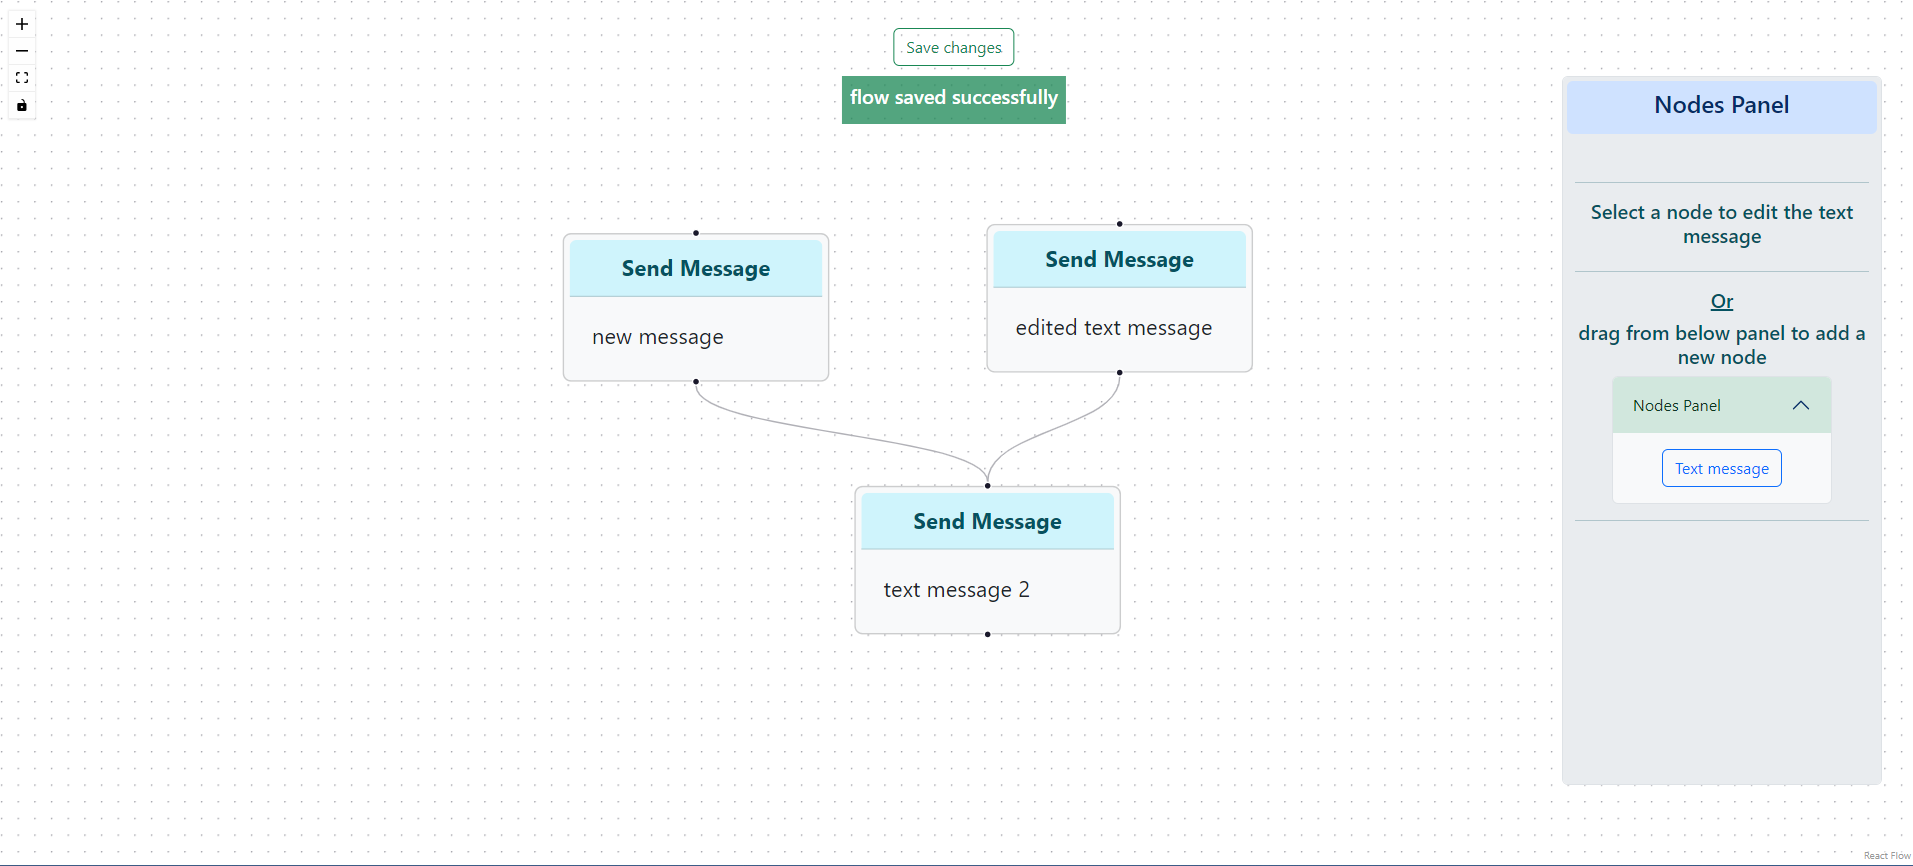 Save changes
flow saved successfully
Send Message
new message
Send Message
edited text message
Send Message
text message 2
Nodes Panel
Select a node to edit the text
message
Or
drag from below panel to add a
new node
Nodes Panel
Text message
React Flow